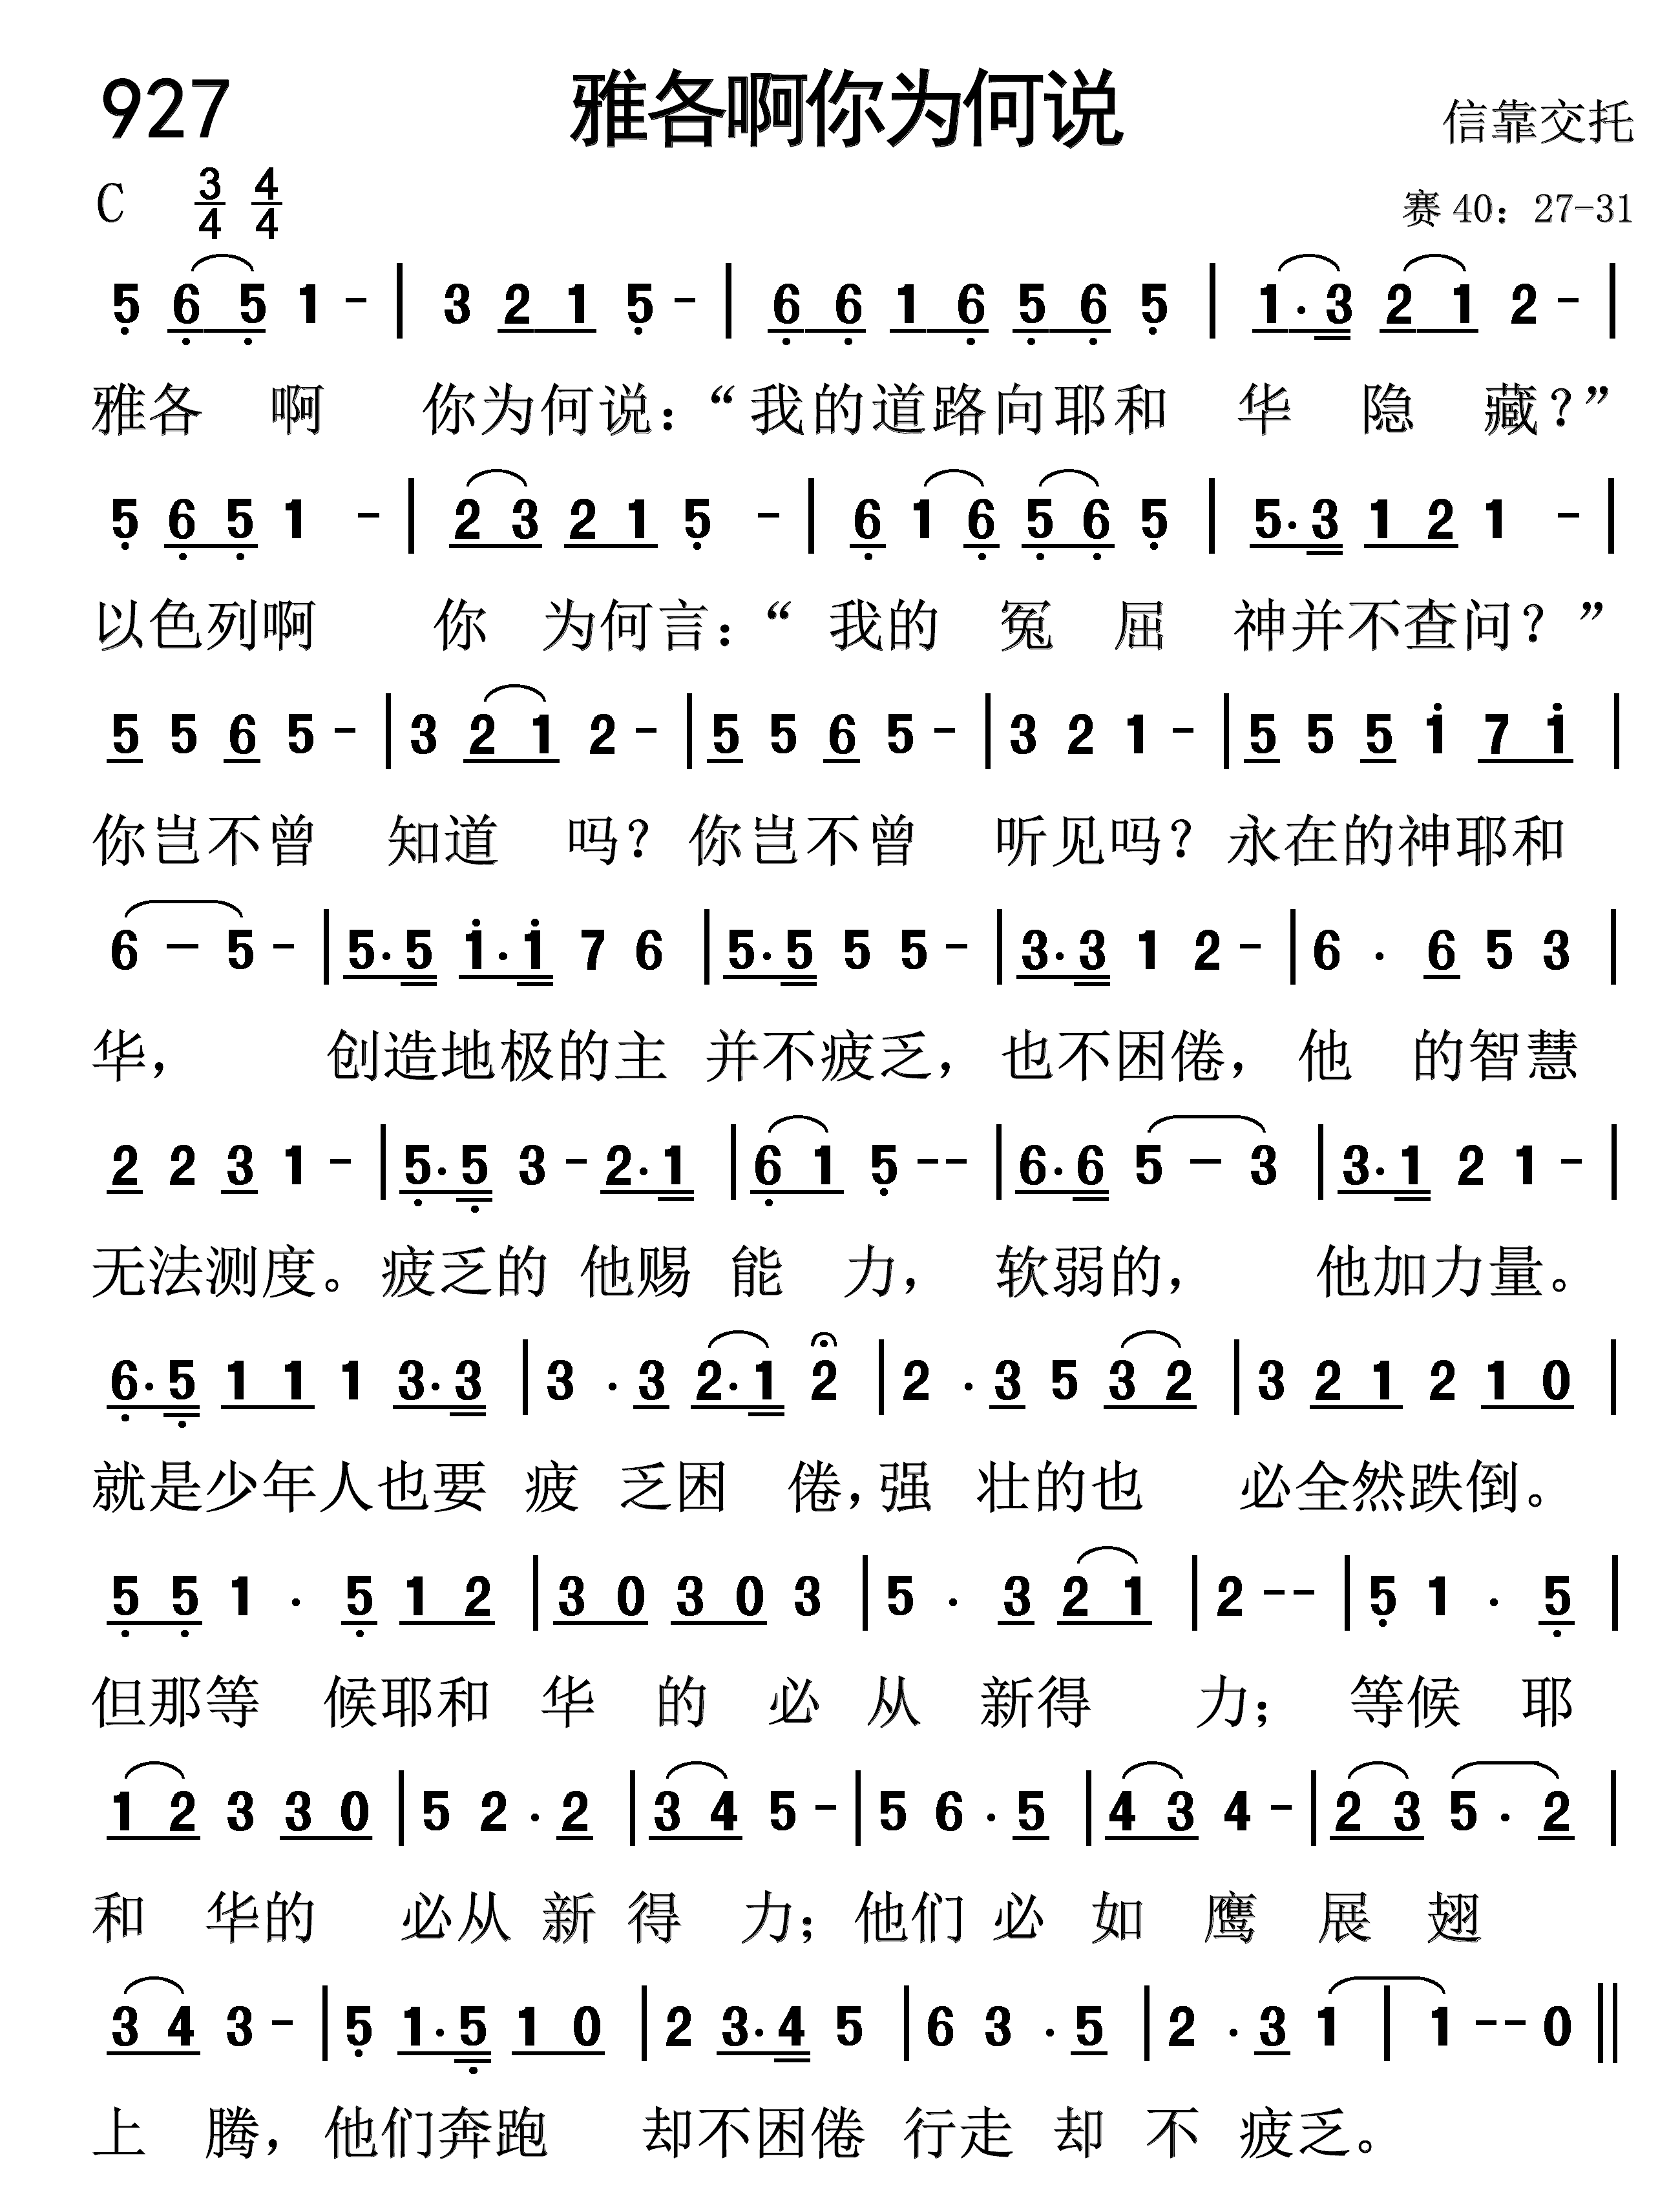 927 雅各啊你为何说 信靠交托
C 3/4 4/4 赛 40：27-31
5 6 5 1 - | 3 2 1 5 - | 6 6 1 6 5 6 5 | 1 · 3 2 1 2 - |
雅各 啊 你为何说：“我的道路向耶和 华 隐 藏？”
5 6 5 1 - | 2 3 2 1 5 - | 6 1 6 5 6 5 | 5 · 3 1 2 1 - |
以色列啊 你 为何言：“ 我的 冤 屈 神并不查问？”
5 5 6 5 - | 3 2 1 2 - | 5 5 6 5 - | 3 2 1 - | 5 5 5 1 7 1 |
你岂不曾 知道 吗？你岂不曾 听见吗？永在的神耶和
6 - 5 - | 5 · 5 1 · 1 7 6 | 5 · 5 5 5 - | 3 · 3 1 2 - | 6 · 6 5 3 |
华， 创造地极的主 并不疲乏，也不困倦，他 的智慧
2 2 3 1 - | 5 · 5 3 - 2 · 1 | 6 1 5 - - | 6 · 6 5 - 3 | 3 · 1 2 1 - |
无法测度。疲乏的 他赐 能 力， 软弱的， 他加力量。
6 · 5 1 1 1 3 · 3 | 3 · 3 2 · 1 2 | 2 · 3 5 3 2 | 3 2 1 2 1 0 |
就是少年人也要 疲 乏困 倦，强 壮的也 必全然跌倒。
5 5 1 · 5 1 2 | 3 0 3 0 3 | 5 · 3 2 1 | 2 - - | 5 1 · 5 |
但那等 候耶和 华 的 必 从 新得 力； 等候 耶
1 2 3 3 0 | 5 2 · 2 | 3 4 5 - | 5 6 · 5 | 4 3 4 - | 2 3 5 · 2 |
和 华的 必从 新 得 力；他们 必 如 鹰 展 翅
3 4 3 - | 5 1 · 5 1 0 | 2 3 · 4 5 | 6 3 · 5 | 2 · 3 1 | 1 - - 0 ||
上 腾，他们奔跑 却不困倦 行走 却 不 疲乏。